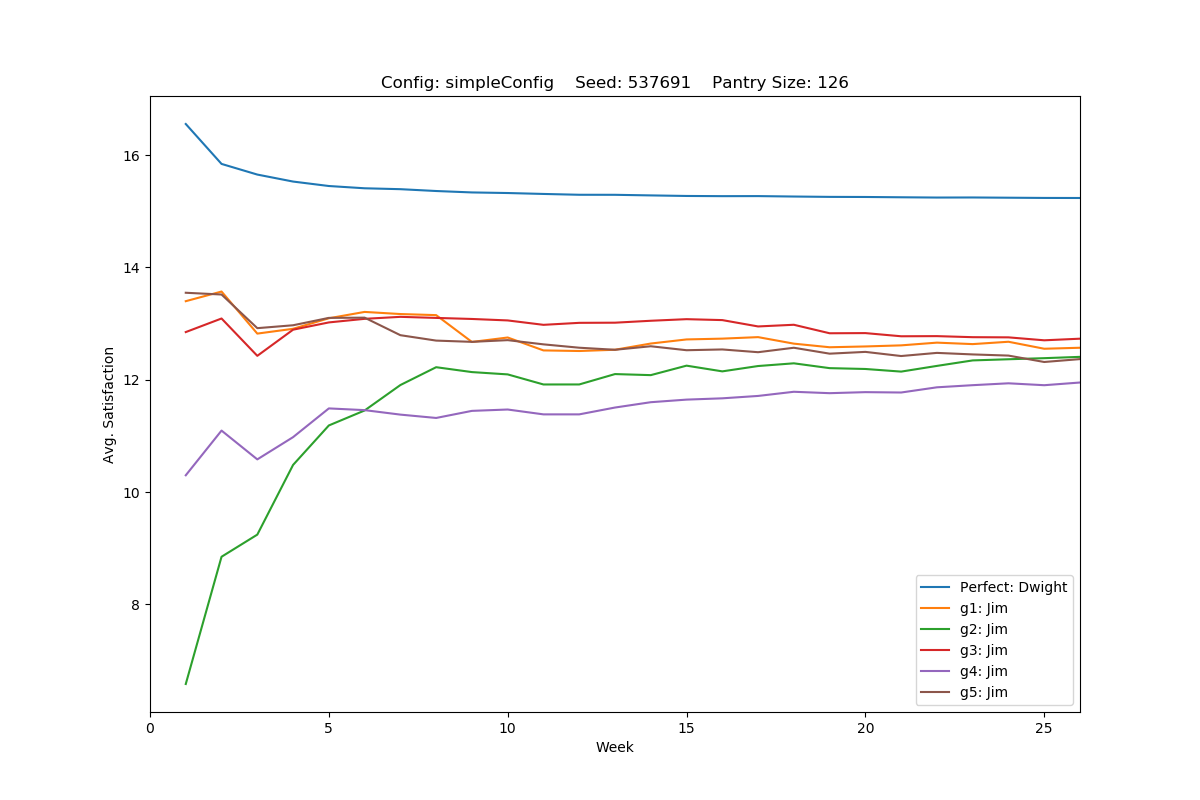 Config: simpleConfig    Seed: 537691    Pantry Size: 126
Avg. Satisfaction
16
14
12
10
8
0
5
10
15
20
25
Week
Perfect: Dwight
g1: Jim
g2: Jim
g3: Jim
g4: Jim
g5: Jim